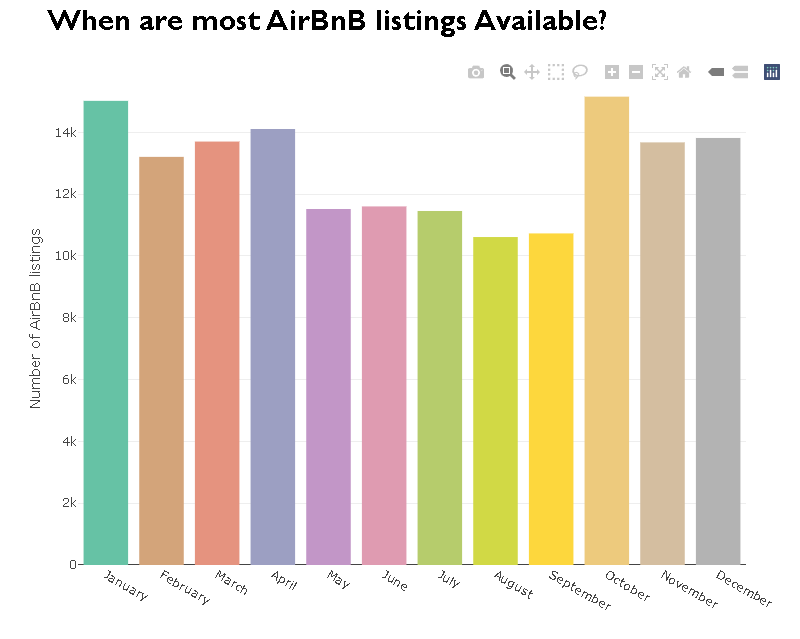 When are most AirBnB listings Available?
14k
12k
10k
8k
6k
4k
2k
0
Number of AirBnB listings
January
February
March
April
May
June
July
August
September
October
November
December